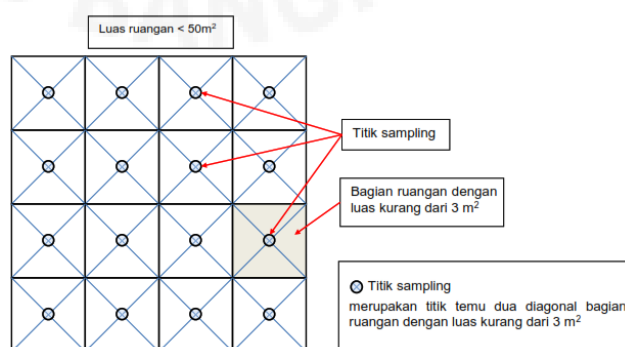 Luas ruangan < 50m²
Titik sampling
Bagian ruangan dengan
luas kurang dari 3 m²
Titik sampling
merupakan titik temu dua diagonal bagian
ruangan dengan luas kurang dari 3 m²